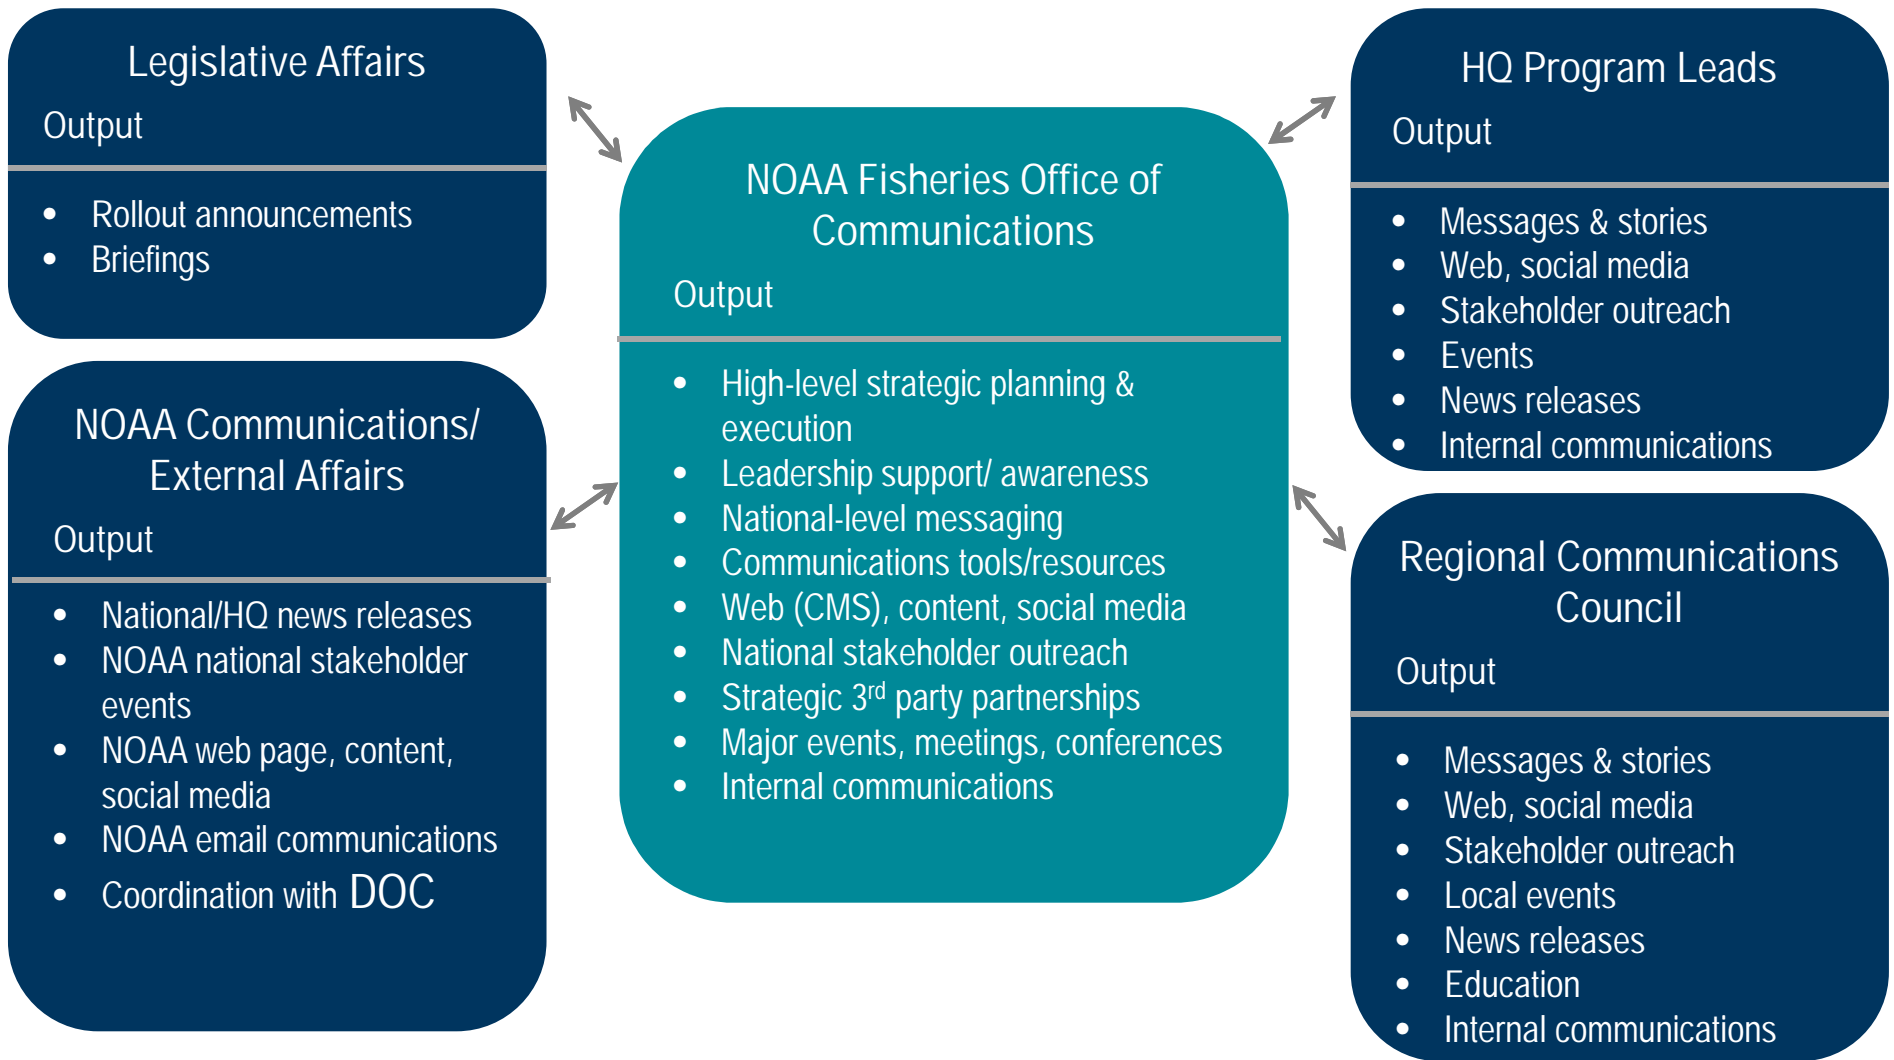 Legislative Affairs
Output
• Rollout announcements
• Briefings
NOAA Communications/
External Affairs
Output
• National/HQ news releases
• NOAA national stakeholder
events
• NOAA web page, content,
social media
• NOAA email communications
• Coordination with DOC
NOAA Fisheries Office of
Communications
Output
• High-level strategic planning &
execution
• Leadership support/ awareness
• National-level messaging
• Communications tools/resources
• Web (CMS), content, social media
• National stakeholder outreach
• Strategic 3rd party partnerships
• Major events, meetings, conferences
• Internal communications
HQ Program Leads
Output
• Messages & stories
• Web, social media
• Stakeholder outreach
• Events
• News releases
• Internal communications
Regional Communications
Council
Output
• Messages & stories
• Web, social media
• Stakeholder outreach
• Local events
• News releases
• Education
• Internal communications